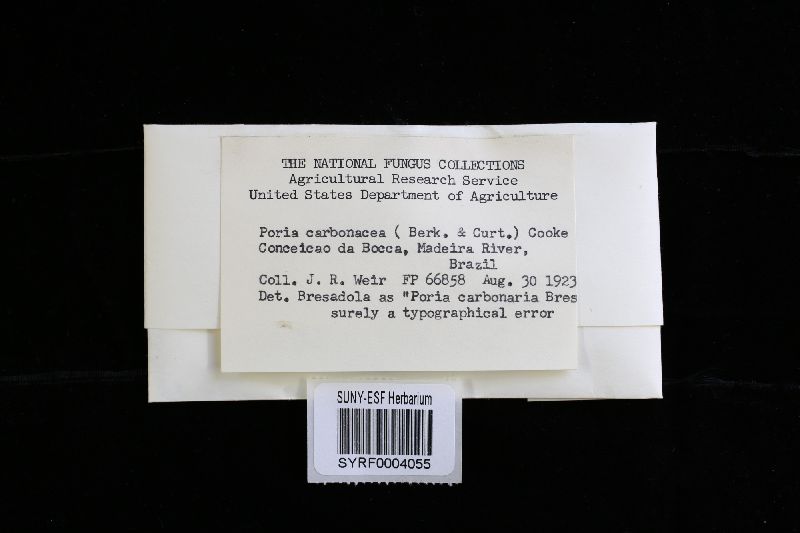 THE NATIONAL FUNGUS COLLECTIONS
Agricultural Research Service
United States Department of Agriculture
Poria carbonacea ( Berk. & Curt.) Cooke
Conceicao da Bocca, Madeira River,
Brazil
Coll. J. R. Weir FP 66858 Aug. 30 1923
Det. Bresadola as "Poria carbonaria Bres
surely a typographical error
SUNY-ESF Herbarium
SYRF0004055